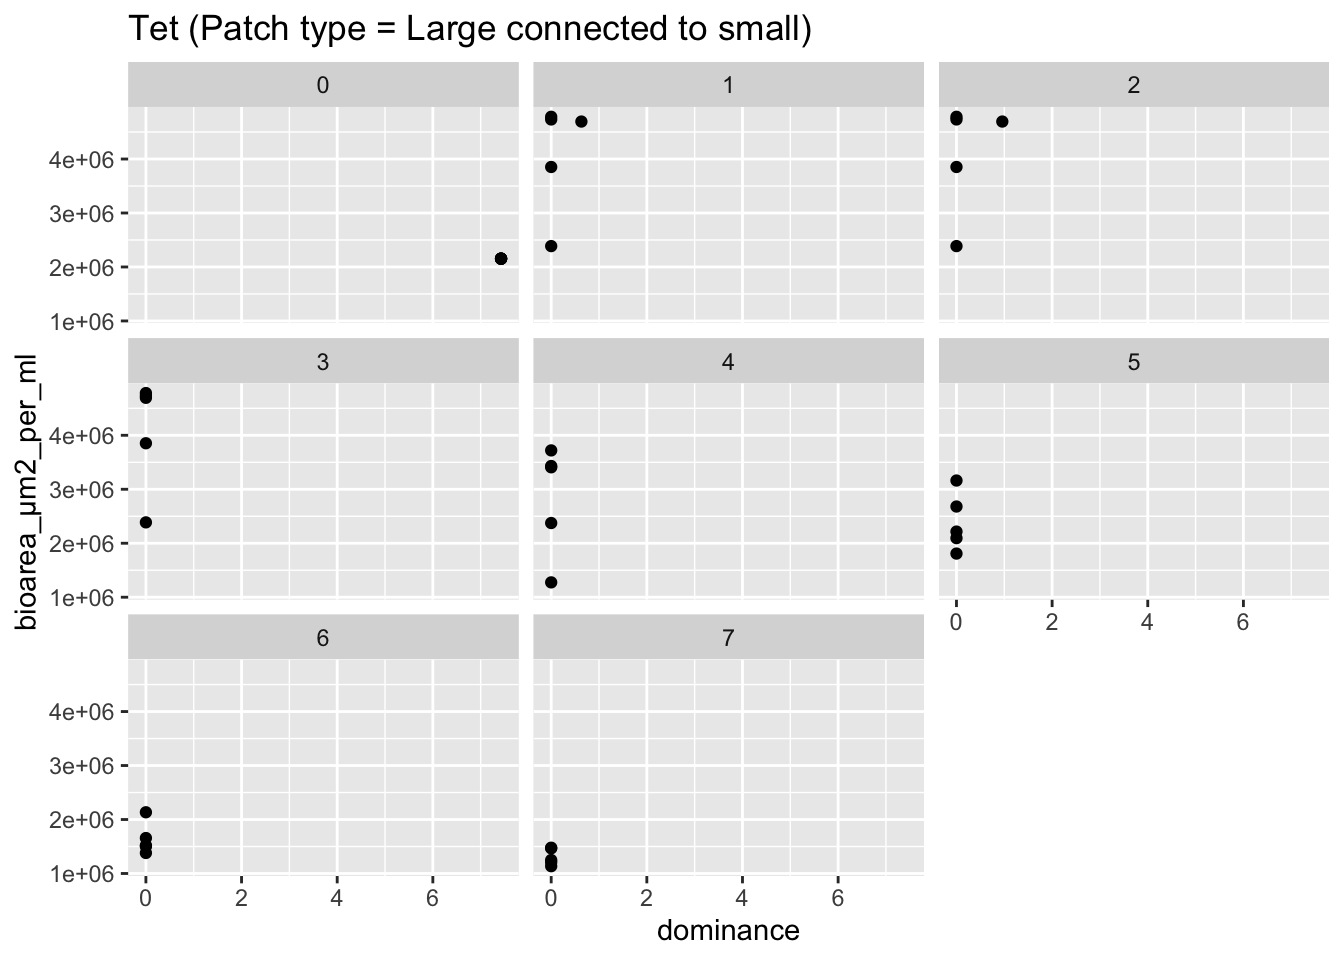 Tet (Patch type = Large connected to small)
0 1 2
4e+06
3e+06
2e+06
1e+06
3 4 5
4e+06
3e+06
2e+06
1e+06
0 2 4 6
6 7
4e+06
3e+06
2e+06
1e+06
0 2 4 6 0 2 4 6
dominance
bioarea_µm2_per_ml